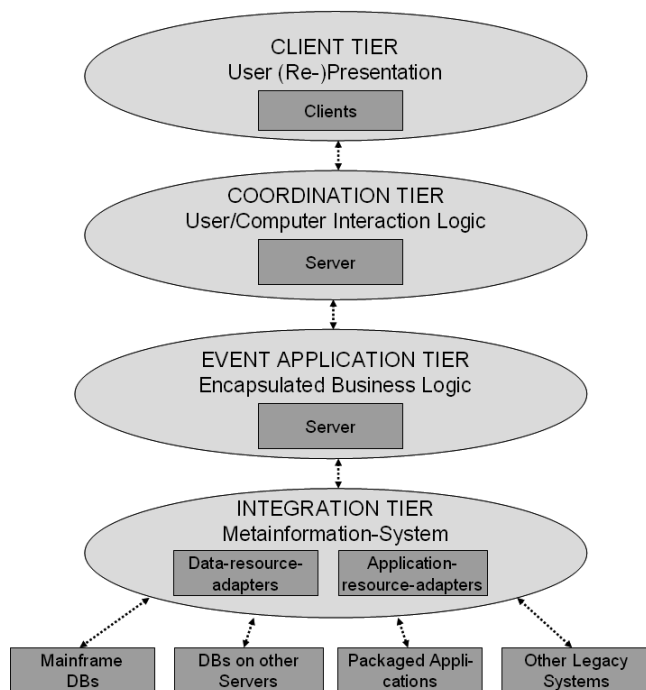 CLIENT TIER
User (Re-)Presentation
Clients
COORDINATION TIER
User/Computer Interaction Logic
Server
EVENT APPLICATION TIER
Encapsulated Business Logic
Server
INTEGRATION TIER
Metainformation-System
Data-resource-
adapters
Application-
resource-adapters
Mainframe
DBs
DBs on other
Servers
Packaged Appli-
cations
Other Legacy
Systems